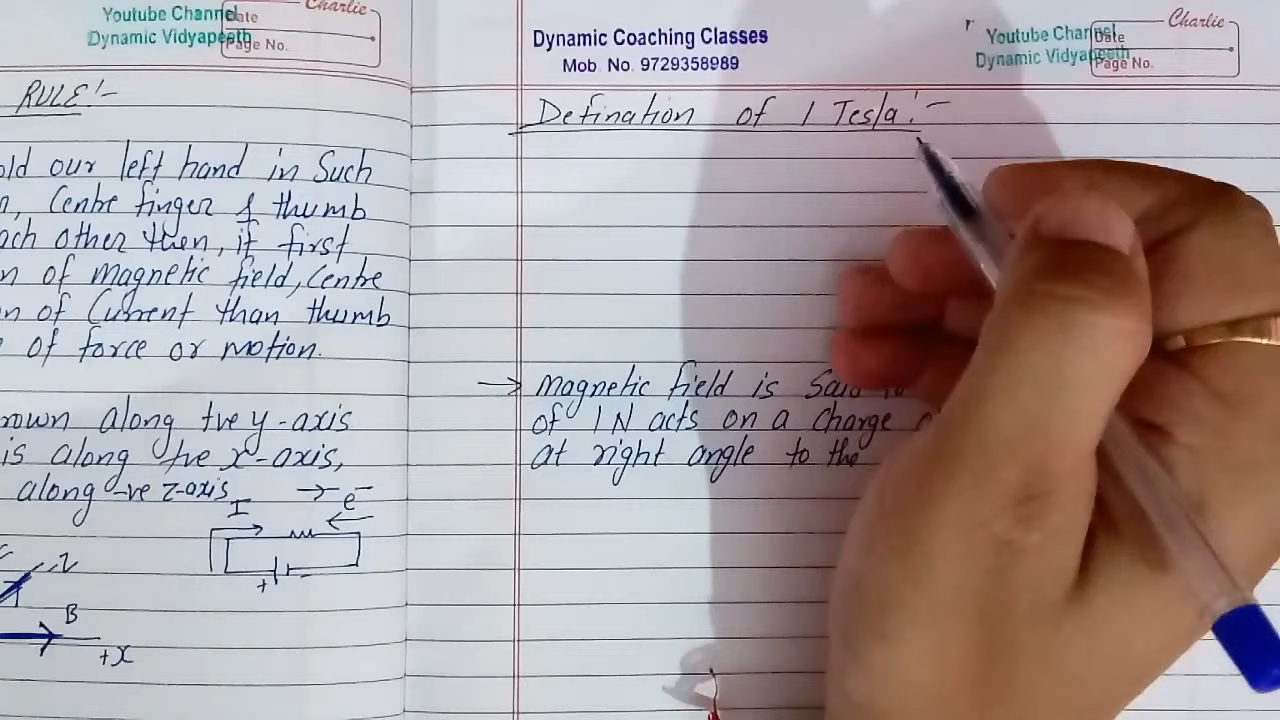 Youtube Channel
Dynamic Vidyapeeth
Charlie
Date
Page No.
RULE!-
old our left hand in Such
n, Centre finger & thumb
ach other then, if first
n of magnetic field, Centre
n of Current than thumb
of force or motion.
rown along +ve y-axis
is along +ve x-axis,
along -ve z-axis
I
e-
+ -
Z
B
+x
Dynamic Coaching Classes
Mob. No. 9729358989
Youtube Channel
Dynamic Vidyapeeth
Charlie
Date
Page No.
Defination of 1 Tesla:-
→ magnetic field is Said to
of 1N acts on a charge
at right angle to the